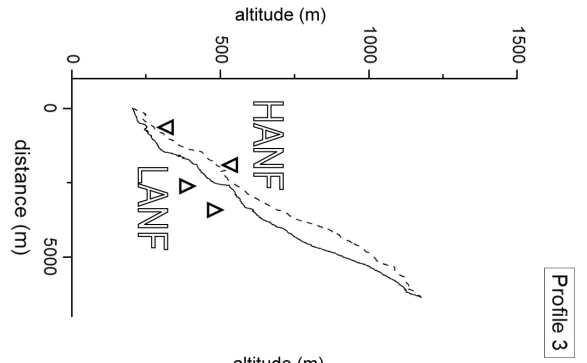 altitude (m)
0
500
1000
1500
0
5000
distance (m)
HANF
LANF
Profile 3
altitude (m)